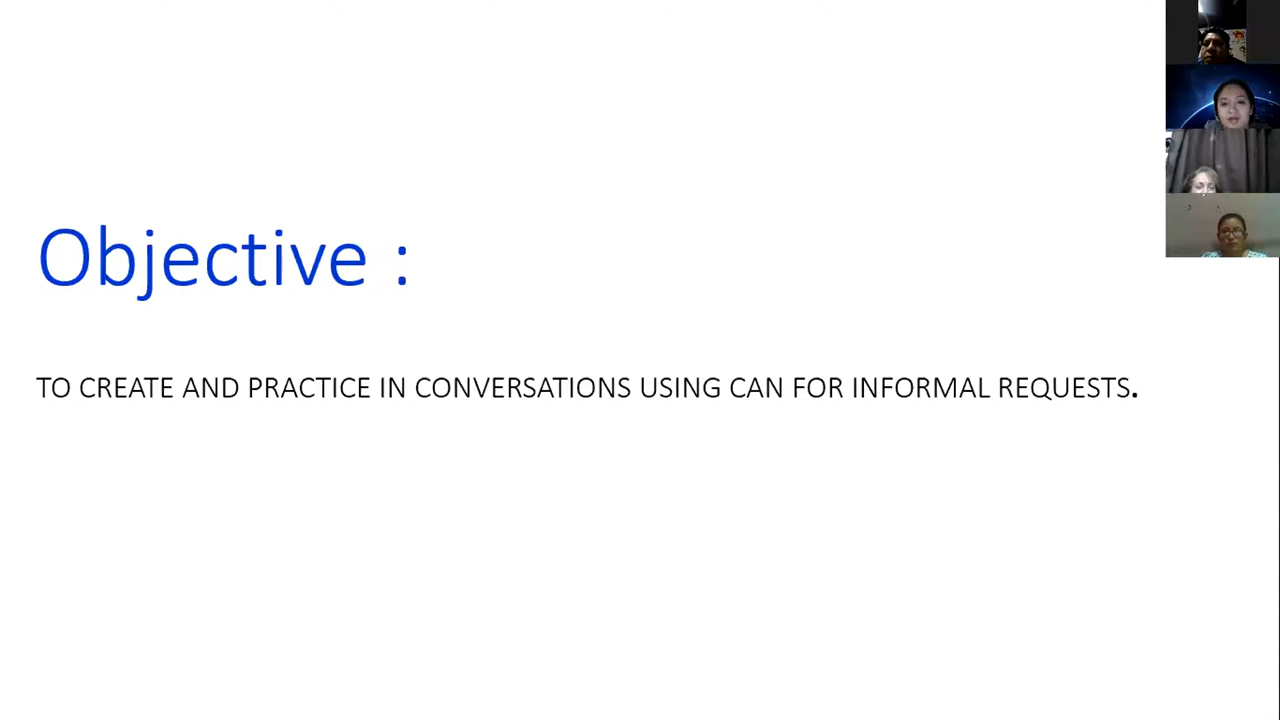 Objective :
TO CREATE AND PRACTICE IN CONVERSATIONS USING CAN FOR INFORMAL REQUESTS.